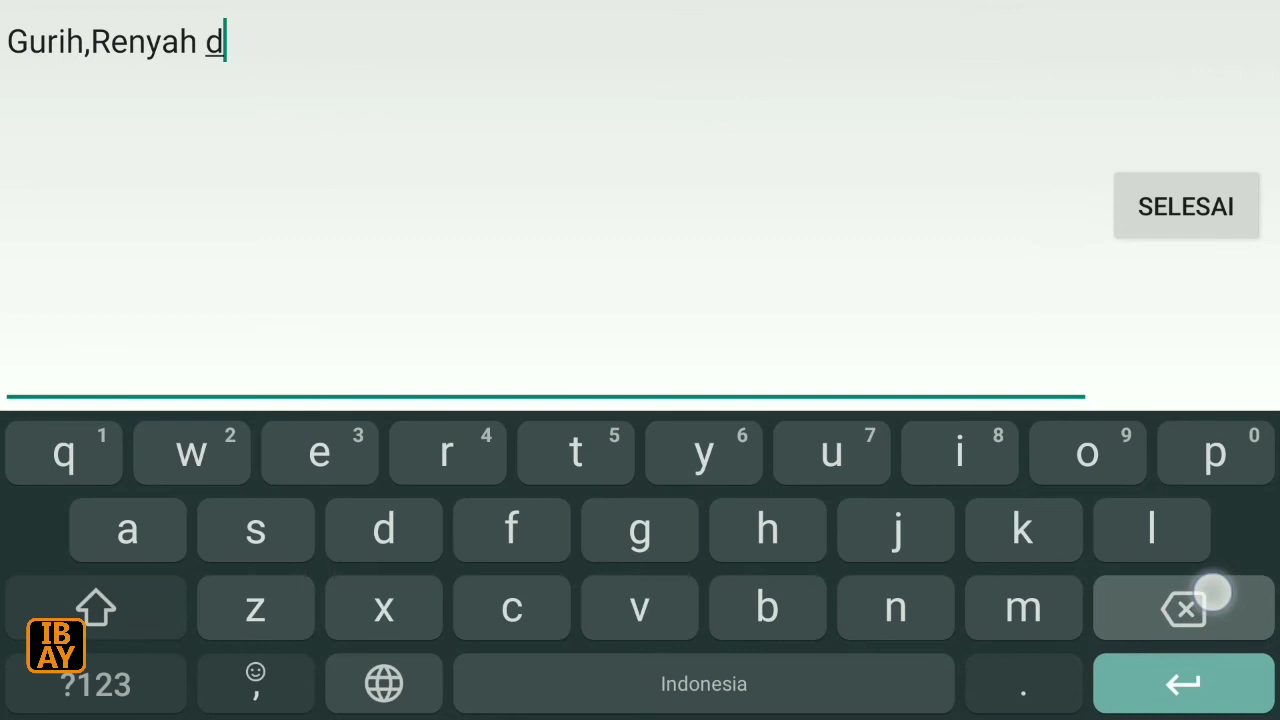 Gurih,Renyah d
SELESAI
q 1 w 2 e 3 r 4 t 5 y 6 u 7 i 8 o 9 p 0
a s d f g h j k l
z x c v b n m
IB
AY
?123 , Indonesia .